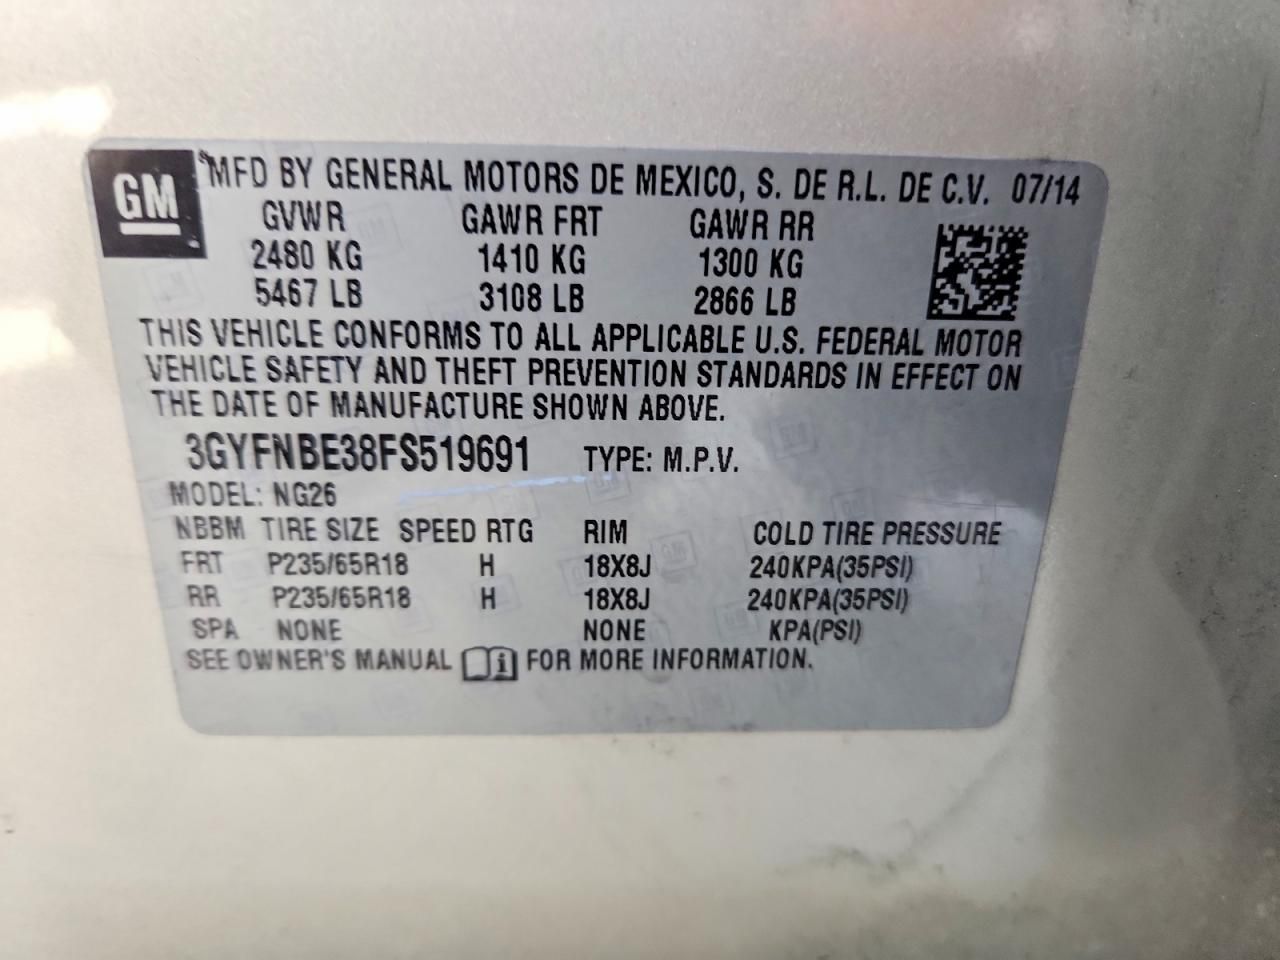 GM
MFD BY GENERAL MOTORS DE MEXICO, S. DE R.L. DE C.V. 07/14
GVWR GAWR FRT GAWR RR
2480 KG 1410 KG 1300 KG
5467 LB 3108 LB 2866 LB
THIS VEHICLE CONFORMS TO ALL APPLICABLE U.S. FEDERAL MOTOR
VEHICLE SAFETY AND THEFT PREVENTION STANDARDS IN EFFECT ON
THE DATE OF MANUFACTURE SHOWN ABOVE.
3GYFNBE38FS519691 TYPE: M.P.V.
MODEL: NG26
NBBM TIRE SIZE SPEED RTG RIM COLD TIRE PRESSURE
FRT P235/65R18 H 18X8J 240KPA(35PSI)
RR P235/65R18 H 18X8J 240KPA(35PSI)
SPA NONE NONE KPA(PSI)
SEE OWNER'S MANUAL i FOR MORE INFORMATION.